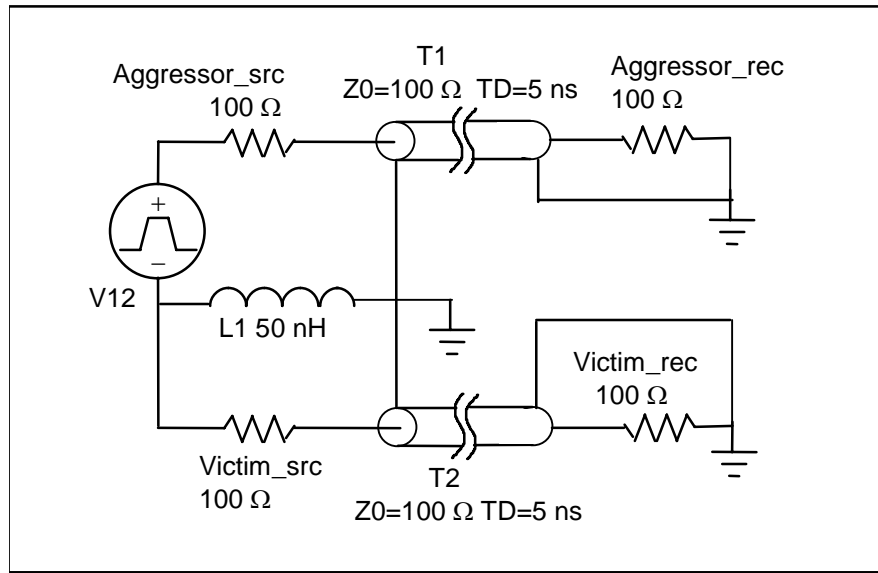 T1
Aggressor_src
100 Ω
Z0=100 Ω TD=5 ns
Aggressor_rec
100 Ω
+
−
V12
L1 50 nH
Victim_rec
100 Ω
Victim_src
100 Ω
T2
Z0=100 Ω TD=5 ns